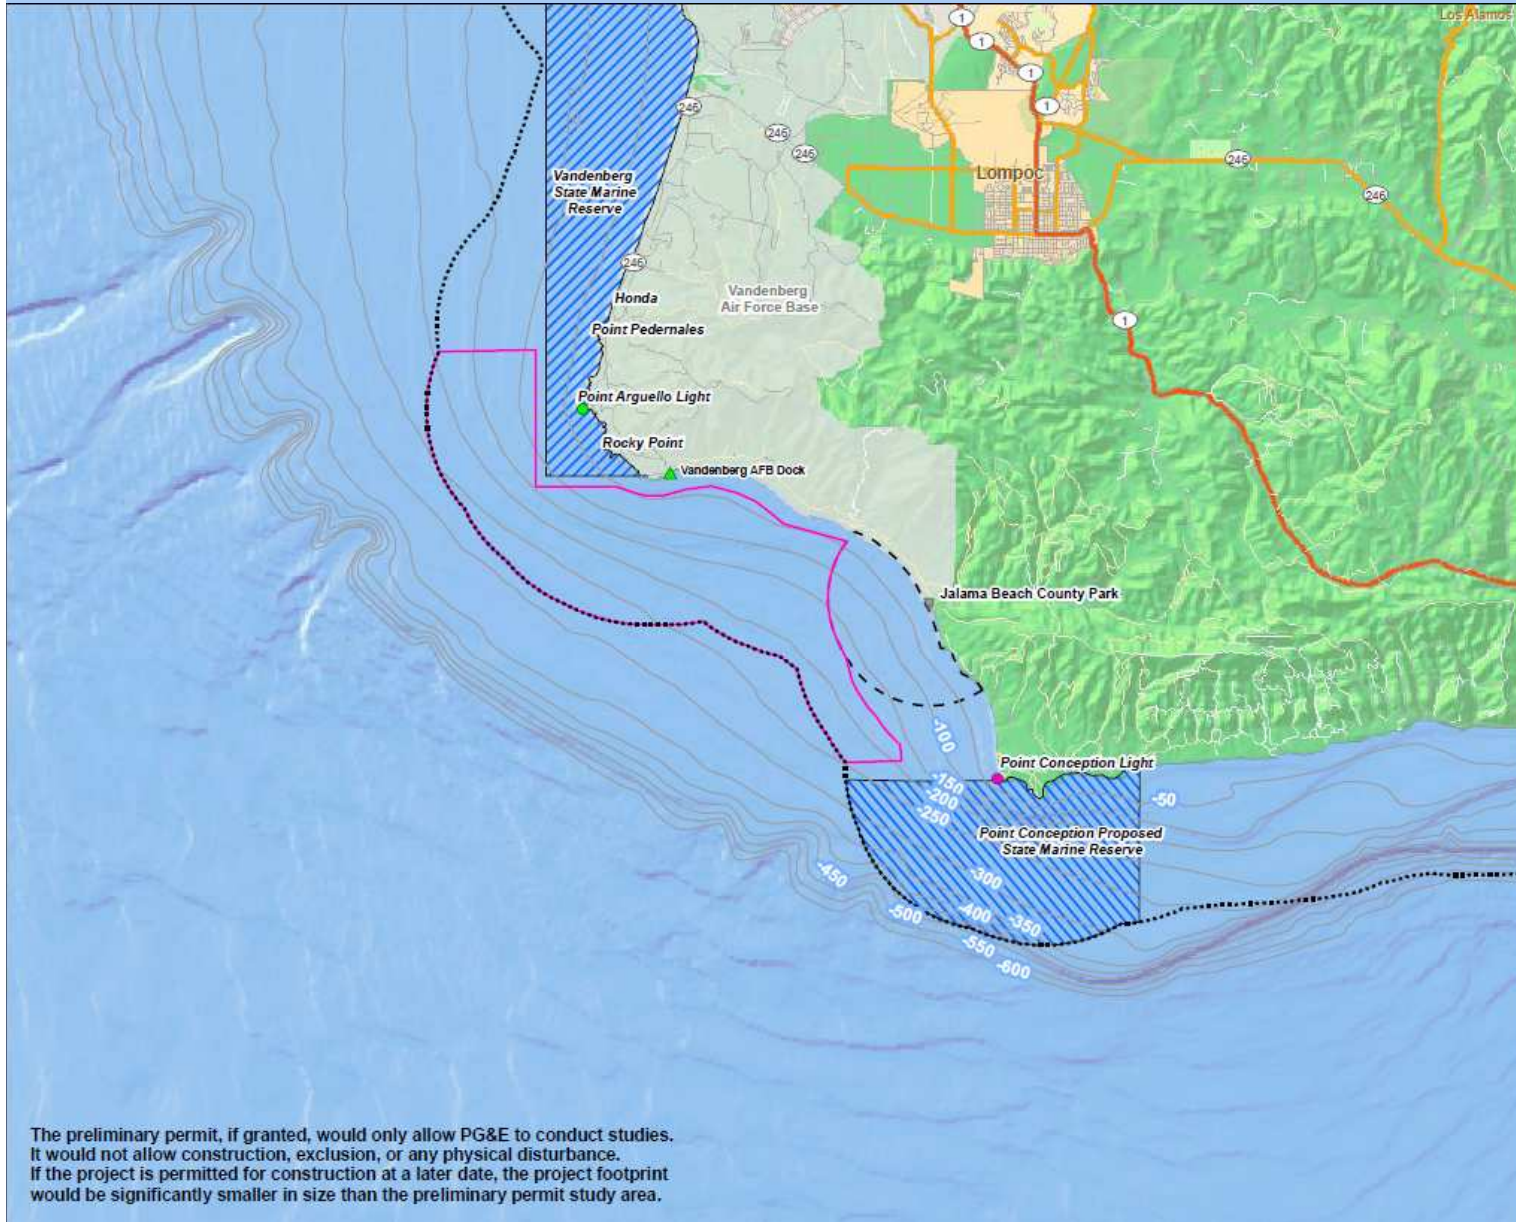 Los Alamos
1
1
1
1
246
246
246
246
246
Lompoc
Vandenberg
State Marine
Reserve
246
Honda
Vandenberg
Air Force Base
1
Point Pedernales
Point Arguello Light
Rocky Point
Vandenberg AFB Dock
Jalama Beach County Park
-100
Point Conception Light
-150
-200
-250
-50
Point Conception Proposed
State Marine Reserve
-300
-450
-500
-400
-350
-550
-600
The preliminary permit, if granted, would only allow PG&E to conduct studies.
It would not allow construction, exclusion, or any physical disturbance.
If the project is permitted for construction at a later date, the project footprint
would be significantly smaller in size than the preliminary permit study area.